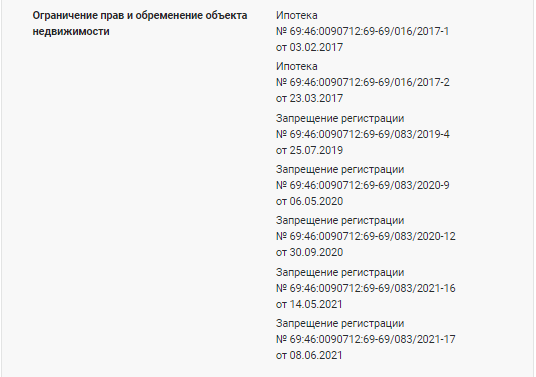 Ограничение прав и обременение объекта
недвижимости
Ипотека
№ 69:46:0090712:69-69/016/2017-1
от 03.02.2017
Ипотека
№ 69:46:0090712:69-69/016/2017-2
от 23.03.2017
Запрещение регистрации
№ 69:46:0090712:69-69/083/2019-4
от 25.07.2019
Запрещение регистрации
№ 69:46:0090712:69-69/083/2020-9
от 06.05.2020
Запрещение регистрации
№ 69:46:0090712:69-69/083/2020-12
от 30.09.2020
Запрещение регистрации
№ 69:46:0090712:69-69/083/2021-16
от 14.05.2021
Запрещение регистрации
№ 69:46:0090712:69-69/083/2021-17
от 08.06.2021